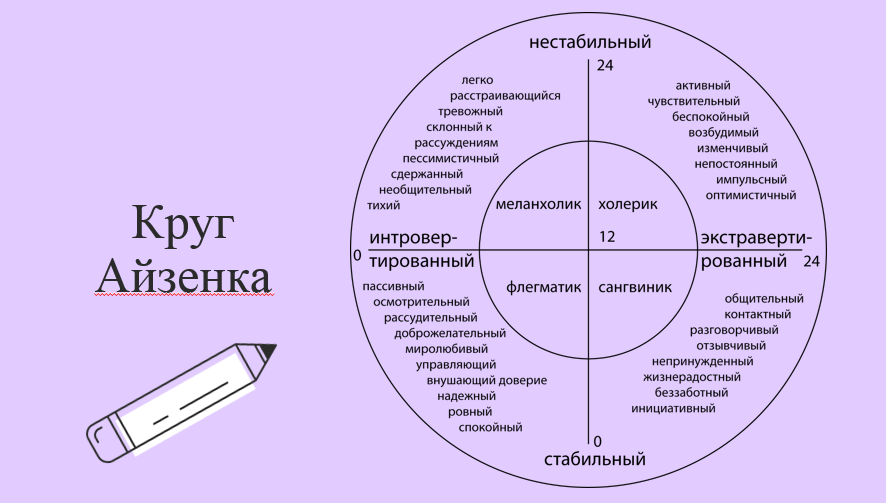 Круг
Айзенка
нестабильный
24
легко
расстраивающийся
тревожный
склонный к
рассуждениям
пессимистичный
сдержанный
необщительный
тихий
активный
чувствительный
беспокойный
возбудимый
изменчивый
непостоянный
импульсный
оптимистичный
меланхолик
холерик
0
интровер-
тированный
12
экстраверти-
рованный
24
флегматик
сангвиник
пассивный
осмотрительный
рассудительный
доброжелательный
миролюбивый
управляющий
внушающий доверие
надежный
ровный
спокойный
общительный
контактный
разговорчивый
отзывчивый
непринужденный
жизнерадостный
беззаботный
инициативный
0
стабильный